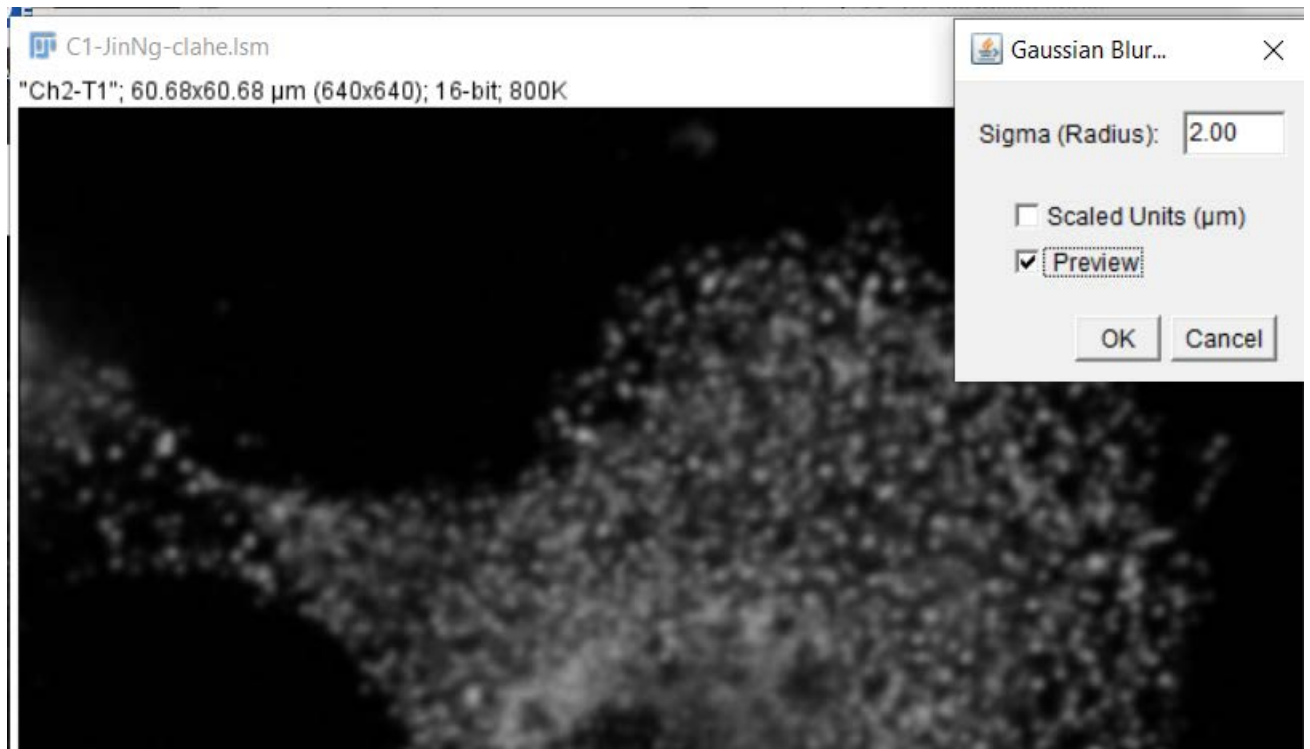 C1-JinNg-clahe.lsm
"Ch2-T1"; 60.68x60.68 µm (640x640); 16-bit; 800K
Gaussian Blur...
Sigma (Radius): 2.00
Scaled Units (µm)
Preview
OK Cancel